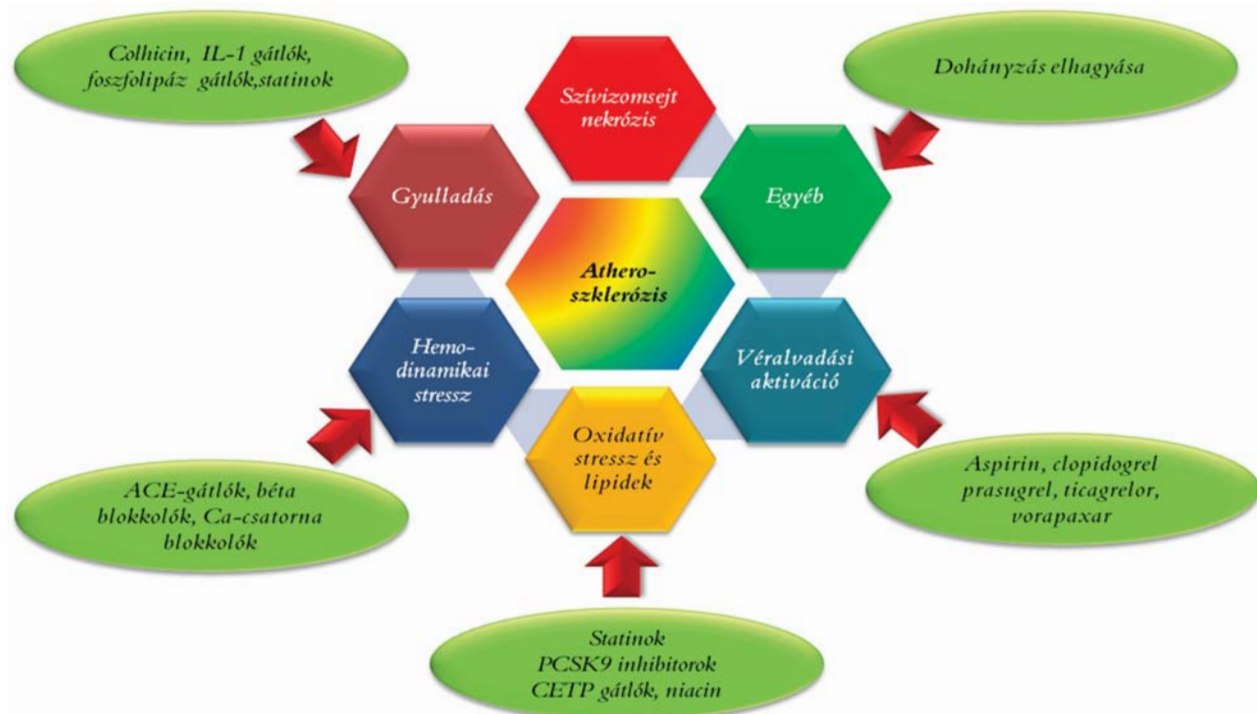 Colhicin, IL-1 gátlók,
foszfolipáz gátlók,statinok
Szívizomsejt
nekrózis
Dohányzás elhagyása
Gyulladás
Egyéb
Athero-
szklerózis
Hemo-
dinamikai
stressz
Véralvadási
aktiváció
Oxidatív
stressz és
lipidek
ACE-gátlók, béta
blokkolók, Ca-csatorna
blokkolók
Aspirin, clopidogrel
prasugrel, ticagrelor,
vorapaxar
Statinok
PCSK9 inhibitorok
CETP gátlók, niacin